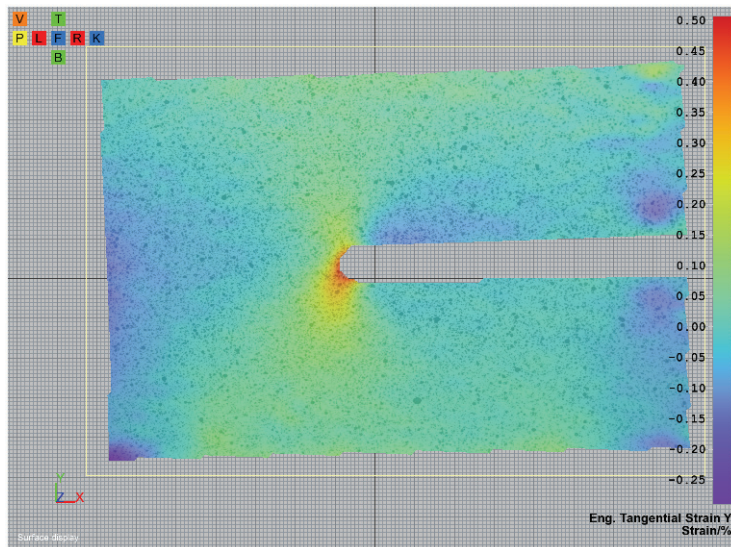 V T
P L F R K
B
0.50
0.45
0.40
0.35
0.30
0.25
0.20
0.15
0.10
0.05
0.00
-0.05
-0.10
-0.15
-0.20
-0.25
Y
Z X
Surface display
Eng. Tangential Strain Y
Strain/%